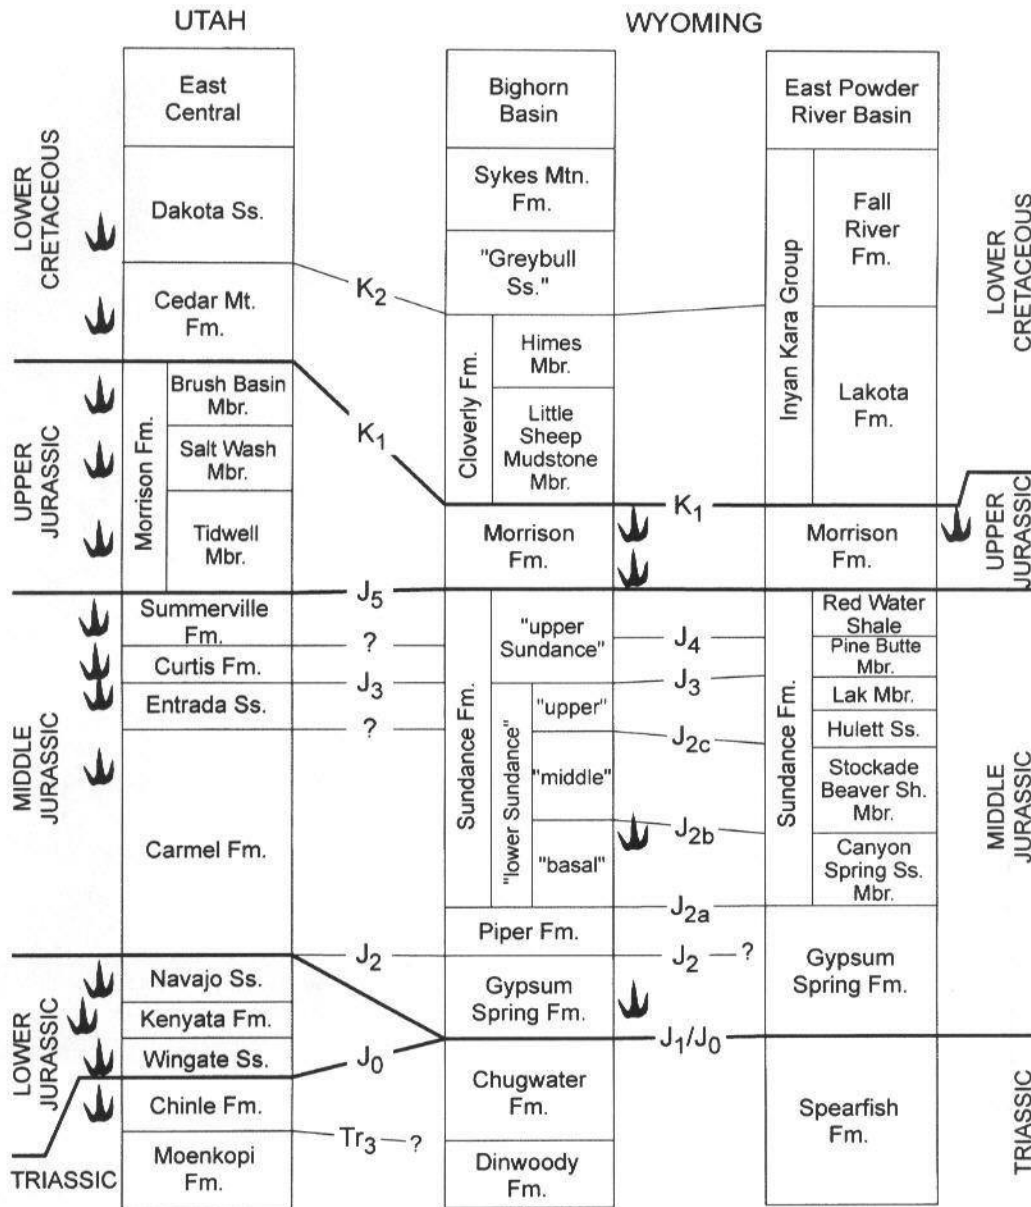 UTAH
WYOMING
East
Central
Bighorn
Basin
East Powder
River Basin
LOWER
CRETACEOUS
UPPER
JURASSIC
MIDDLE
JURASSIC
LOWER
JURASSIC
TRIASSIC
Dakota Ss.
Cedar Mt.
Fm.
Morrison Fm.
Brush Basin
Mbr.
Salt Wash
Mbr.
Tidwell
Mbr.
Summerville
Fm.
Curtis Fm.
Entrada Ss.
Carmel Fm.
Navajo Ss.
Kenyata Fm.
Wingate Ss.
Chinle Fm.
Moenkopi
Fm.
K2
K1
J5
?
J3
?
J2
J0
Tr3 ?
Sykes Mtn.
Fm.
"Greybull
Ss."
Cloverly Fm.
Himes
Mbr.
Little
Sheep
Mudstone
Mbr.
Morrison
Fm.
Sundance Fm.
"upper
Sundance"
"lower Sundance"
"upper"
"middle"
"basal"
Piper Fm.
Gypsum
Spring Fm.
Chugwater
Fm.
Dinwoody
Fm.
K1
J4
J3
J2c
J2b
J2a
J2 ?
J1/J0
Inyan Kara Group
Fall
River
Fm.
Lakota
Fm.
Morrison
Fm.
Sundance Fm.
Red Water
Shale
Pine Butte
Mbr.
Lak Mbr.
Hulett Ss.
Stockade
Beaver Sh.
Mbr.
Canyon
Spring Ss.
Mbr.
Gypsum
Spring Fm.
Spearfish
Fm.
LOWER
CRETACEOUS
UPPER
JURASSIC
MIDDLE
JURASSIC
TRIASSIC